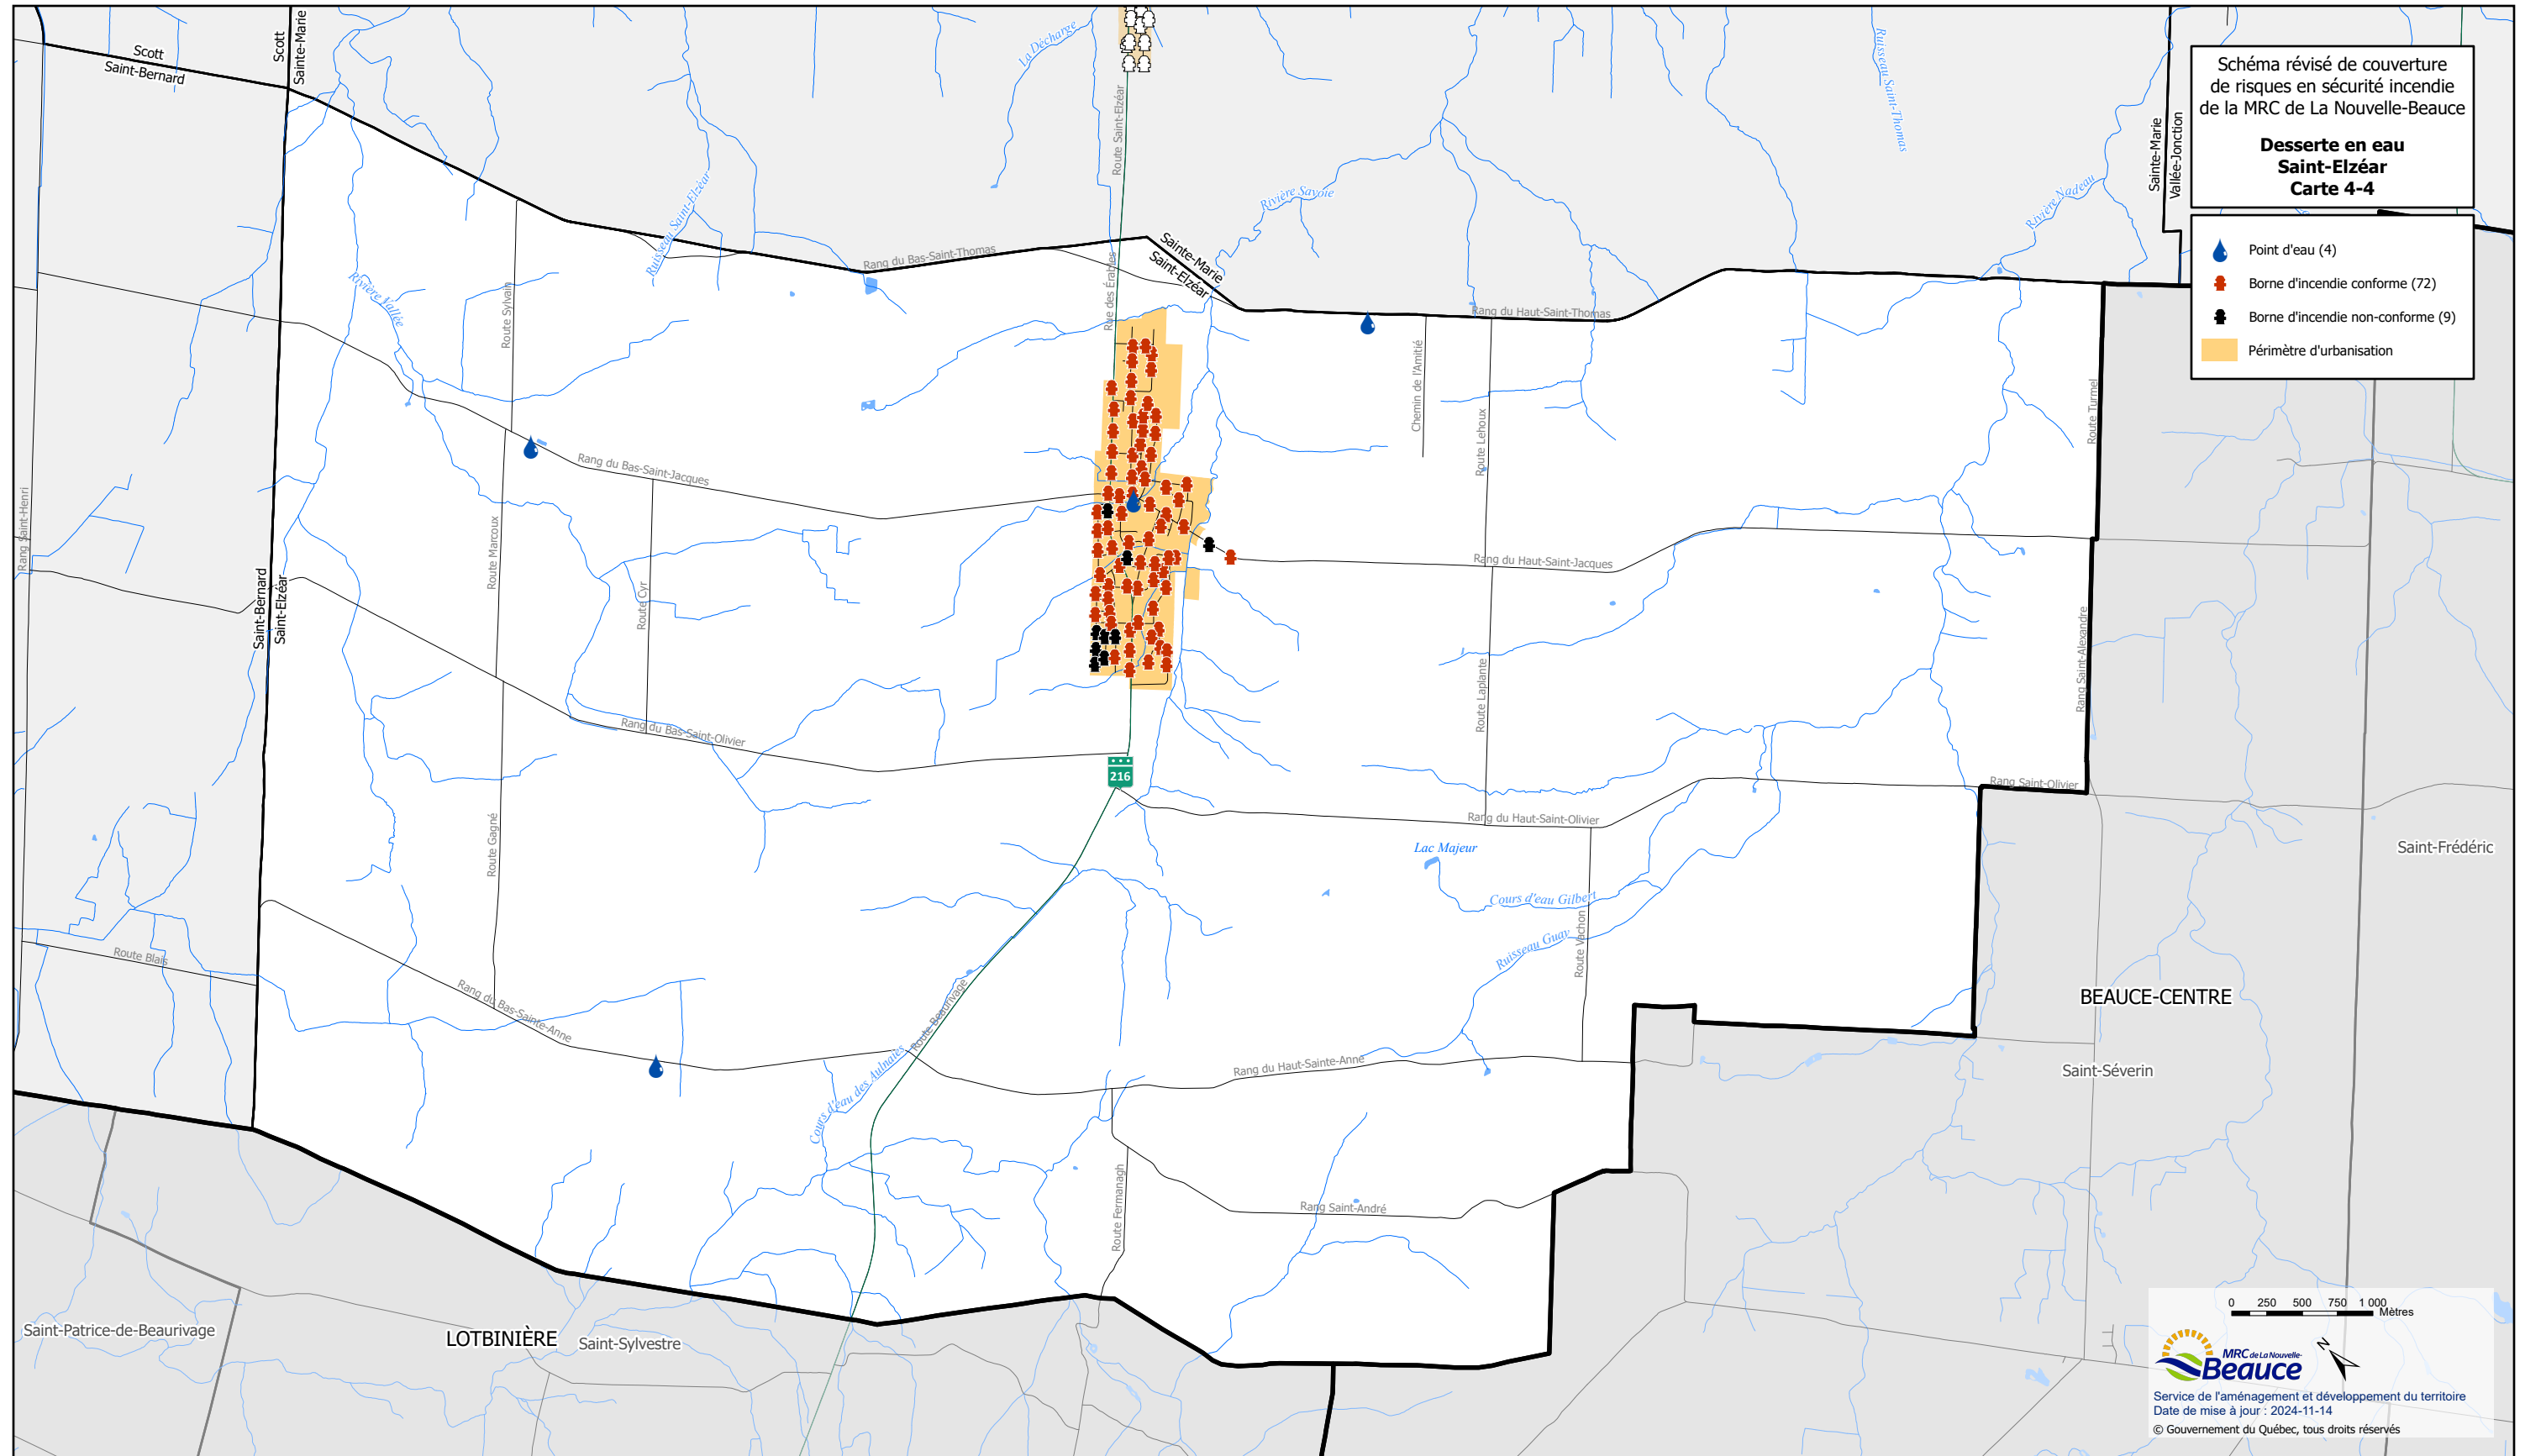 Schéma révisé de couverture
de risques en sécurité incendie
de la MRC de La Nouvelle-Beauce
Desserte en eau
Saint-Elzéar
Carte 4-4
Point d'eau (4)
Borne d'incendie conforme (72)
Borne d'incendie non-conforme (9)
Périmètre d'urbanisation
Scott
Saint-Bernard
Scott
Sainte-Marie
La Décharge
Route Saint-Elzéar
Ruisseau Saint-Thomas
Sainte-Marie
Vallée-Jonction
Rivière Nadeau
Rivière Savoie
Ruisseau Saint-Elzéar
Rang du Bas-Saint-Thomas
Sainte-Marie
Saint-Elzéar
Rue des Érables
Rivière Vallée
Route Sylvain
Rang du Haut-Saint-Thomas
Chemin de l'Amitié
Route Lehoux
Route Turmel
Rang du Bas-Saint-Jacques
Rang Saint-Henri
Route Marcoux
Route Cyr
Rang du Haut-Saint-Jacques
Saint-Bernard
Saint-Elzéar
Route Laplante
Rang Saint-Alexandre
Rang du Bas-Saint-Olivier
216
Rang Saint-Olivier
Rang du Haut-Saint-Olivier
Route Gagné
Lac Majeur
Saint-Frédéric
Cours d'eau Gilbert
Ruisseau Guay
Route Vachon
Route Blais
Rang du Bas-Sainte-Anne
Route Beaurivage
BEAUCE-CENTRE
Cours d'eau des Aulnaies
Rang du Haut-Sainte-Anne
Saint-Séverin
Route Fermanagh
Rang Saint-André
Saint-Patrice-de-Beaurivage
LOTBINIÈRE
Saint-Sylvestre
0 250 500 750 1 000
Mètres
N
MRC de La Nouvelle-
Beauce
Service de l'aménagement et développement du territoire
Date de mise à jour : 2024-11-14
© Gouvernement du Québec, tous droits réservés